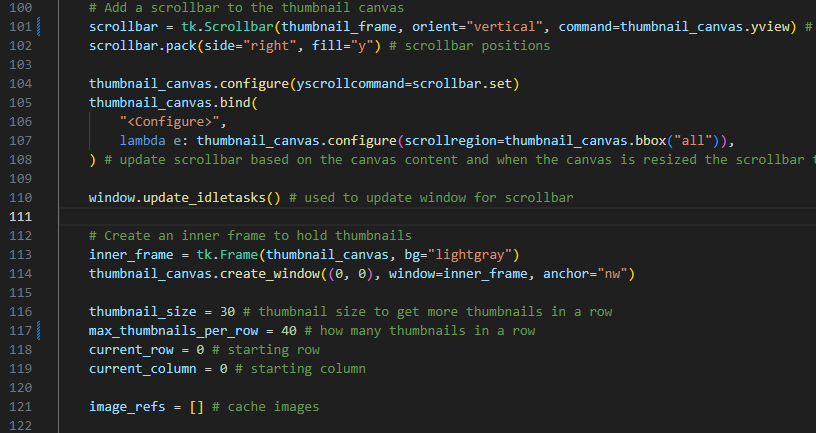 100 # Add a scrollbar to the thumbnail canvas
101 scrollbar = tk.Scrollbar(thumbnail_frame, orient="vertical", command=thumbnail_canvas.yview) #
102 scrollbar.pack(side="right", fill="y") # scrollbar positions
103
104 thumbnail_canvas.configure(yscrollcommand=scrollbar.set)
105 thumbnail_canvas.bind(
106 "<Configure>",
107 lambda e: thumbnail_canvas.configure(scrollregion=thumbnail_canvas.bbox("all")),
108 ) # update scrollbar based on the canvas content and when the canvas is resized the scrollbar
109
110 window.update_idletasks() # used to update window for scrollbar
111
112 # Create an inner frame to hold thumbnails
113 inner_frame = tk.Frame(thumbnail_canvas, bg="lightgray")
114 thumbnail_canvas.create_window((0, 0), window=inner_frame, anchor="nw")
115
116 thumbnail_size = 30 # thumbnail size to get more thumbnails in a row
117 max_thumbnails_per_row = 40 # how many thumbnails in a row
118 current_row = 0 # starting row
119 current_column = 0 # starting column
120
121 image_refs = [] # cache images
122